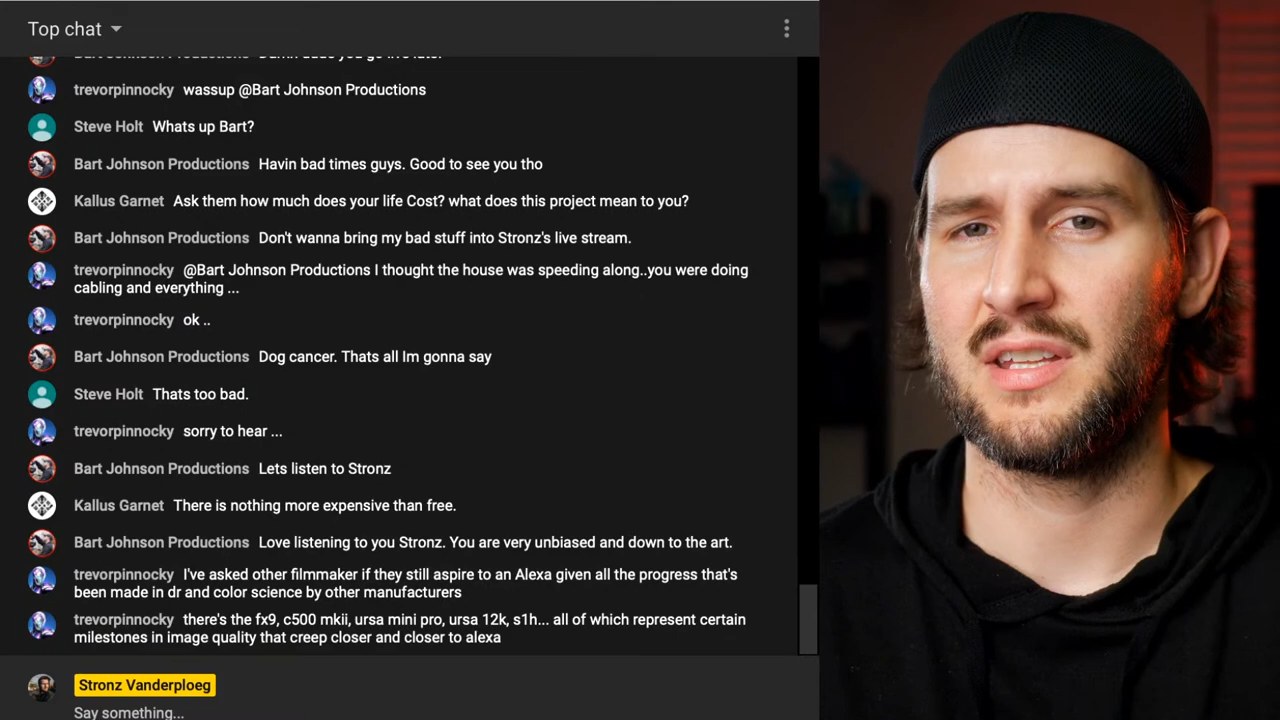 Top chat
Bart Johnson Productions Damn dude you go live late.
trevorpinnocky wassup @Bart Johnson Productions
Steve Holt Whats up Bart?
Bart Johnson Productions Havin bad times guys. Good to see you tho
Kallus Garnet Ask them how much does your life Cost? what does this project mean to you?
Bart Johnson Productions Don't wanna bring my bad stuff into Stronz's live stream.
trevorpinnocky @Bart Johnson Productions I thought the house was speeding along..you were doing
cabling and everything ...
trevorpinnocky ok ..
Bart Johnson Productions Dog cancer. Thats all Im gonna say
Steve Holt Thats too bad.
trevorpinnocky sorry to hear ...
Bart Johnson Productions Lets listen to Stronz
Kallus Garnet There is nothing more expensive than free.
Bart Johnson Productions Love listening to you Stronz. You are very unbiased and down to the art.
trevorpinnocky I've asked other filmmaker if they still aspire to an Alexa given all the progress that's
been made in dr and color science by other manufacturers
trevorpinnocky there's the fx9, c500 mkii, ursa mini pro, ursa 12k, s1h... all of which represent certain
milestones in image quality that creep closer and closer to alexa
Stronz Vanderploeg
Say something...